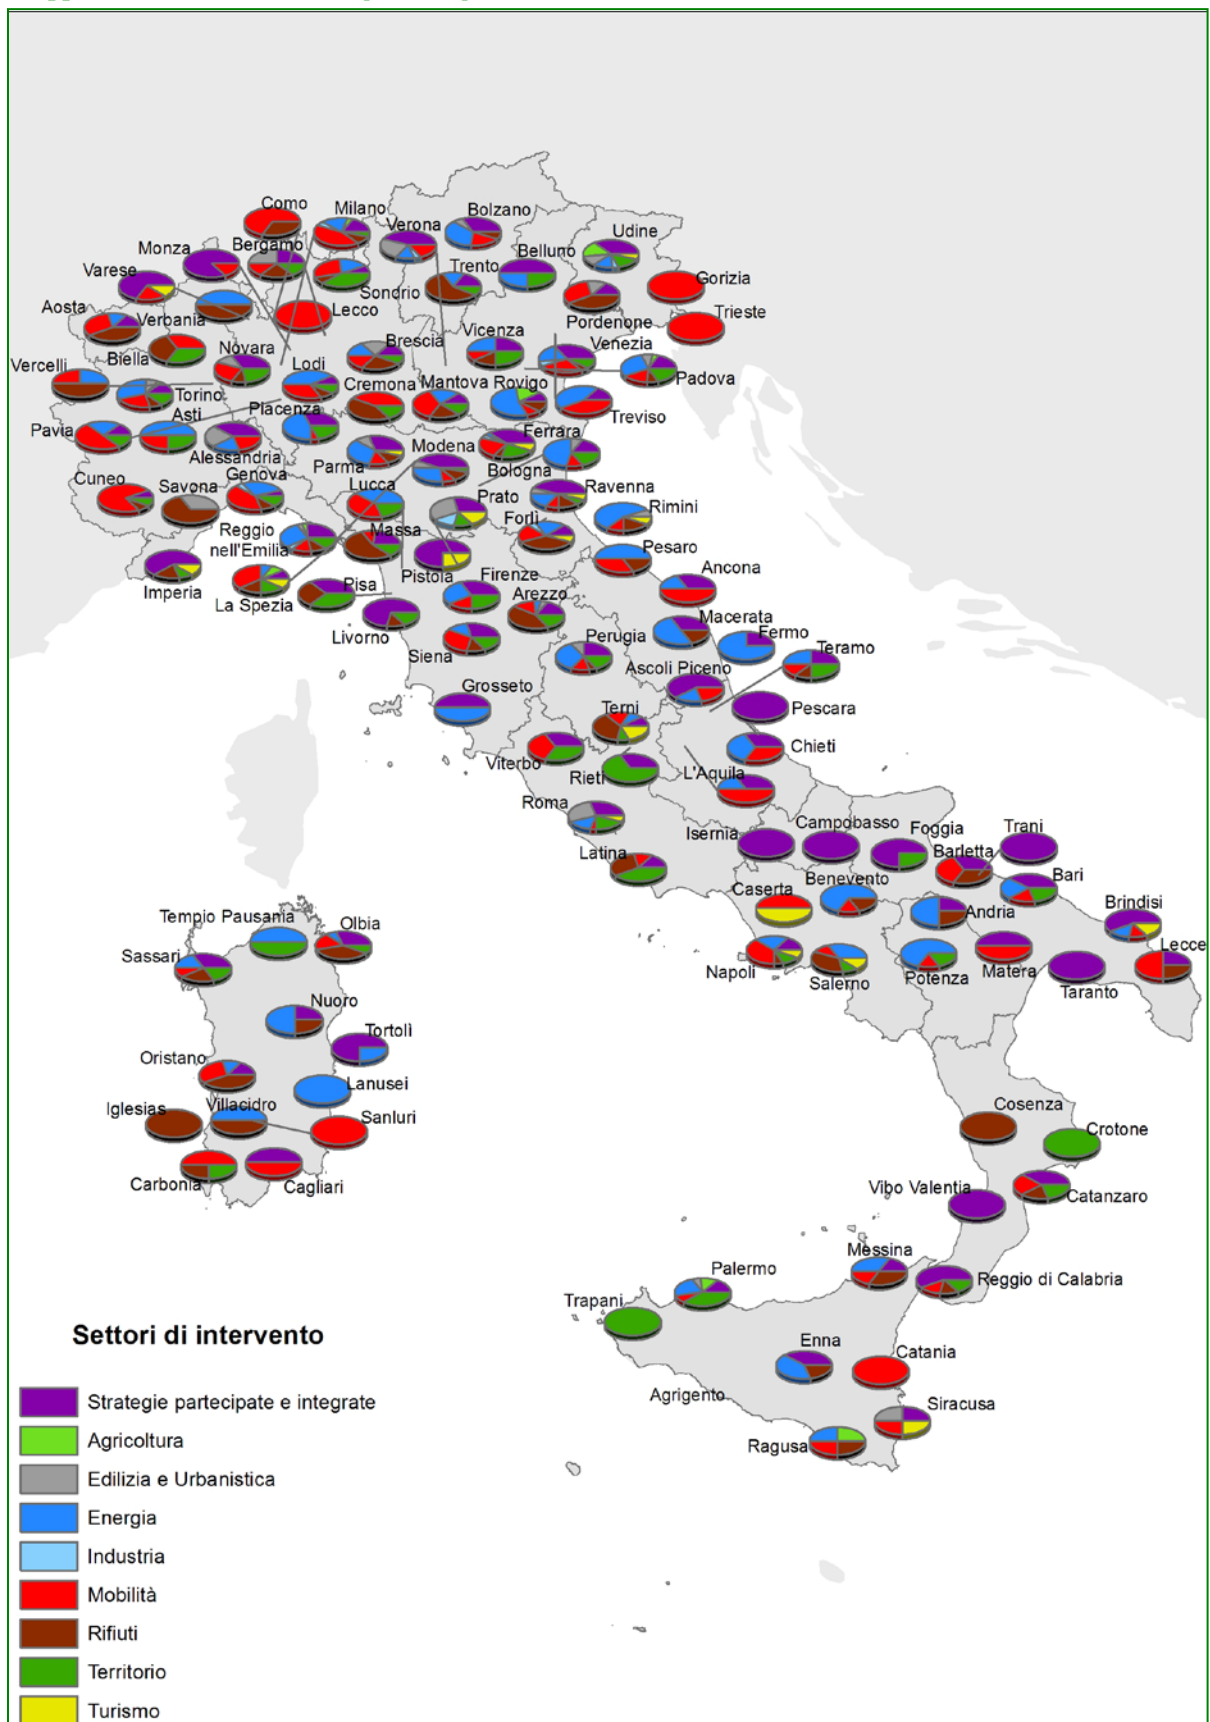 Como
Milano
Verona
Bolzano
Udine
Monza
Bergamo
Belluno
Varese
Trento
Gorizia
Sondrio
Aosta
Verbania
Lecco
Pordenone
Trieste
Vicenza
Venezia
Brescia
Biella
Novara
Vercelli
Lodi
Padova
Cremona
Mantova
Rovigo
Torino
Asti
Piacenza
Treviso
Pavia
Ferrara
Modena
Alessandria
Parma
Bologna
Genova
Cuneo
Savona
Lucca
Ravenna
Prato
Rimini
Forlì
Reggio
nell'Emilia
Massa
Pesaro
Pistoia
Firenze
Ancona
Imperia
Pisa
Arezzo
La Spezia
Macerata
Livorno
Fermo
Perugia
Teramo
Siena
Ascoli Piceno
Grosseto
Terni
Pescara
Chieti
Viterbo
Rieti
L'Aquila
Roma
Isernia
Campobasso
Foggia
Trani
Latina
Barletta
Benevento
Bari
Caserta
Brindisi
Andria
Tempio Pausania
Olbia
Lecce
Sassari
Napoli
Salerno
Potenza
Matera
Taranto
Nuoro
Tortolì
Oristano
Lanusei
Iglesias
Villacidro
Sanluri
Cosenza
Crotone
Carbonia
Cagliari
Vibo Valentia
Catanzaro
Messina
Palermo
Reggio di Calabria
Trapani
Enna
Catania
Agrigento
Siracusa
Ragusa
Settori di intervento
Strategie partecipate e integrate
Agricoltura
Edilizia e Urbanistica
Energia
Industria
Mobilità
Rifiuti
Territorio
Turismo